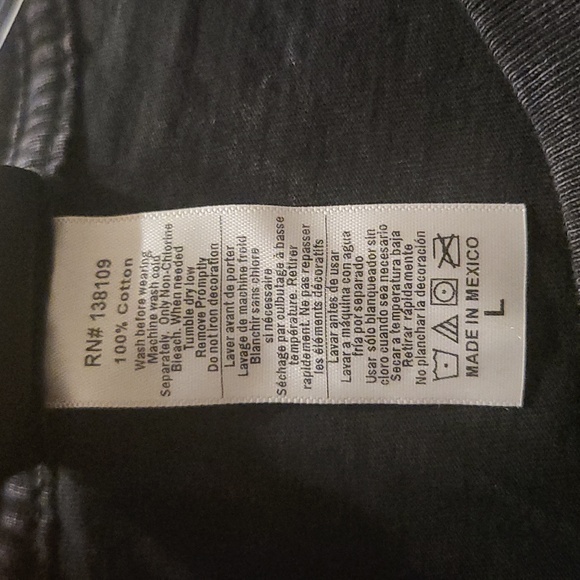 RN# 138109
100% Cotton
Wash before wearing
Machine wash cold
Separately, Only Non-Chlorine
Bleach. When needed
Tumble dry low
Remove Promptly
Do not Iron decoration
Laver avant de porter
Lavage de machine froid
Blanchir sans chlore
si nécessaire
Séchage par culbutage à basse
température. Retirer
rapidement. Ne pas repasser
les éléments décoratifs
Lavar antes de usar
Lavar a máquina con agua
fría por separado
Usar sólo blanqueador sin
cloro cuando sea necesario
Secar a temperatura baja
Retirar rapidamente
No planchar la decoración
MADE IN MEXICO
L